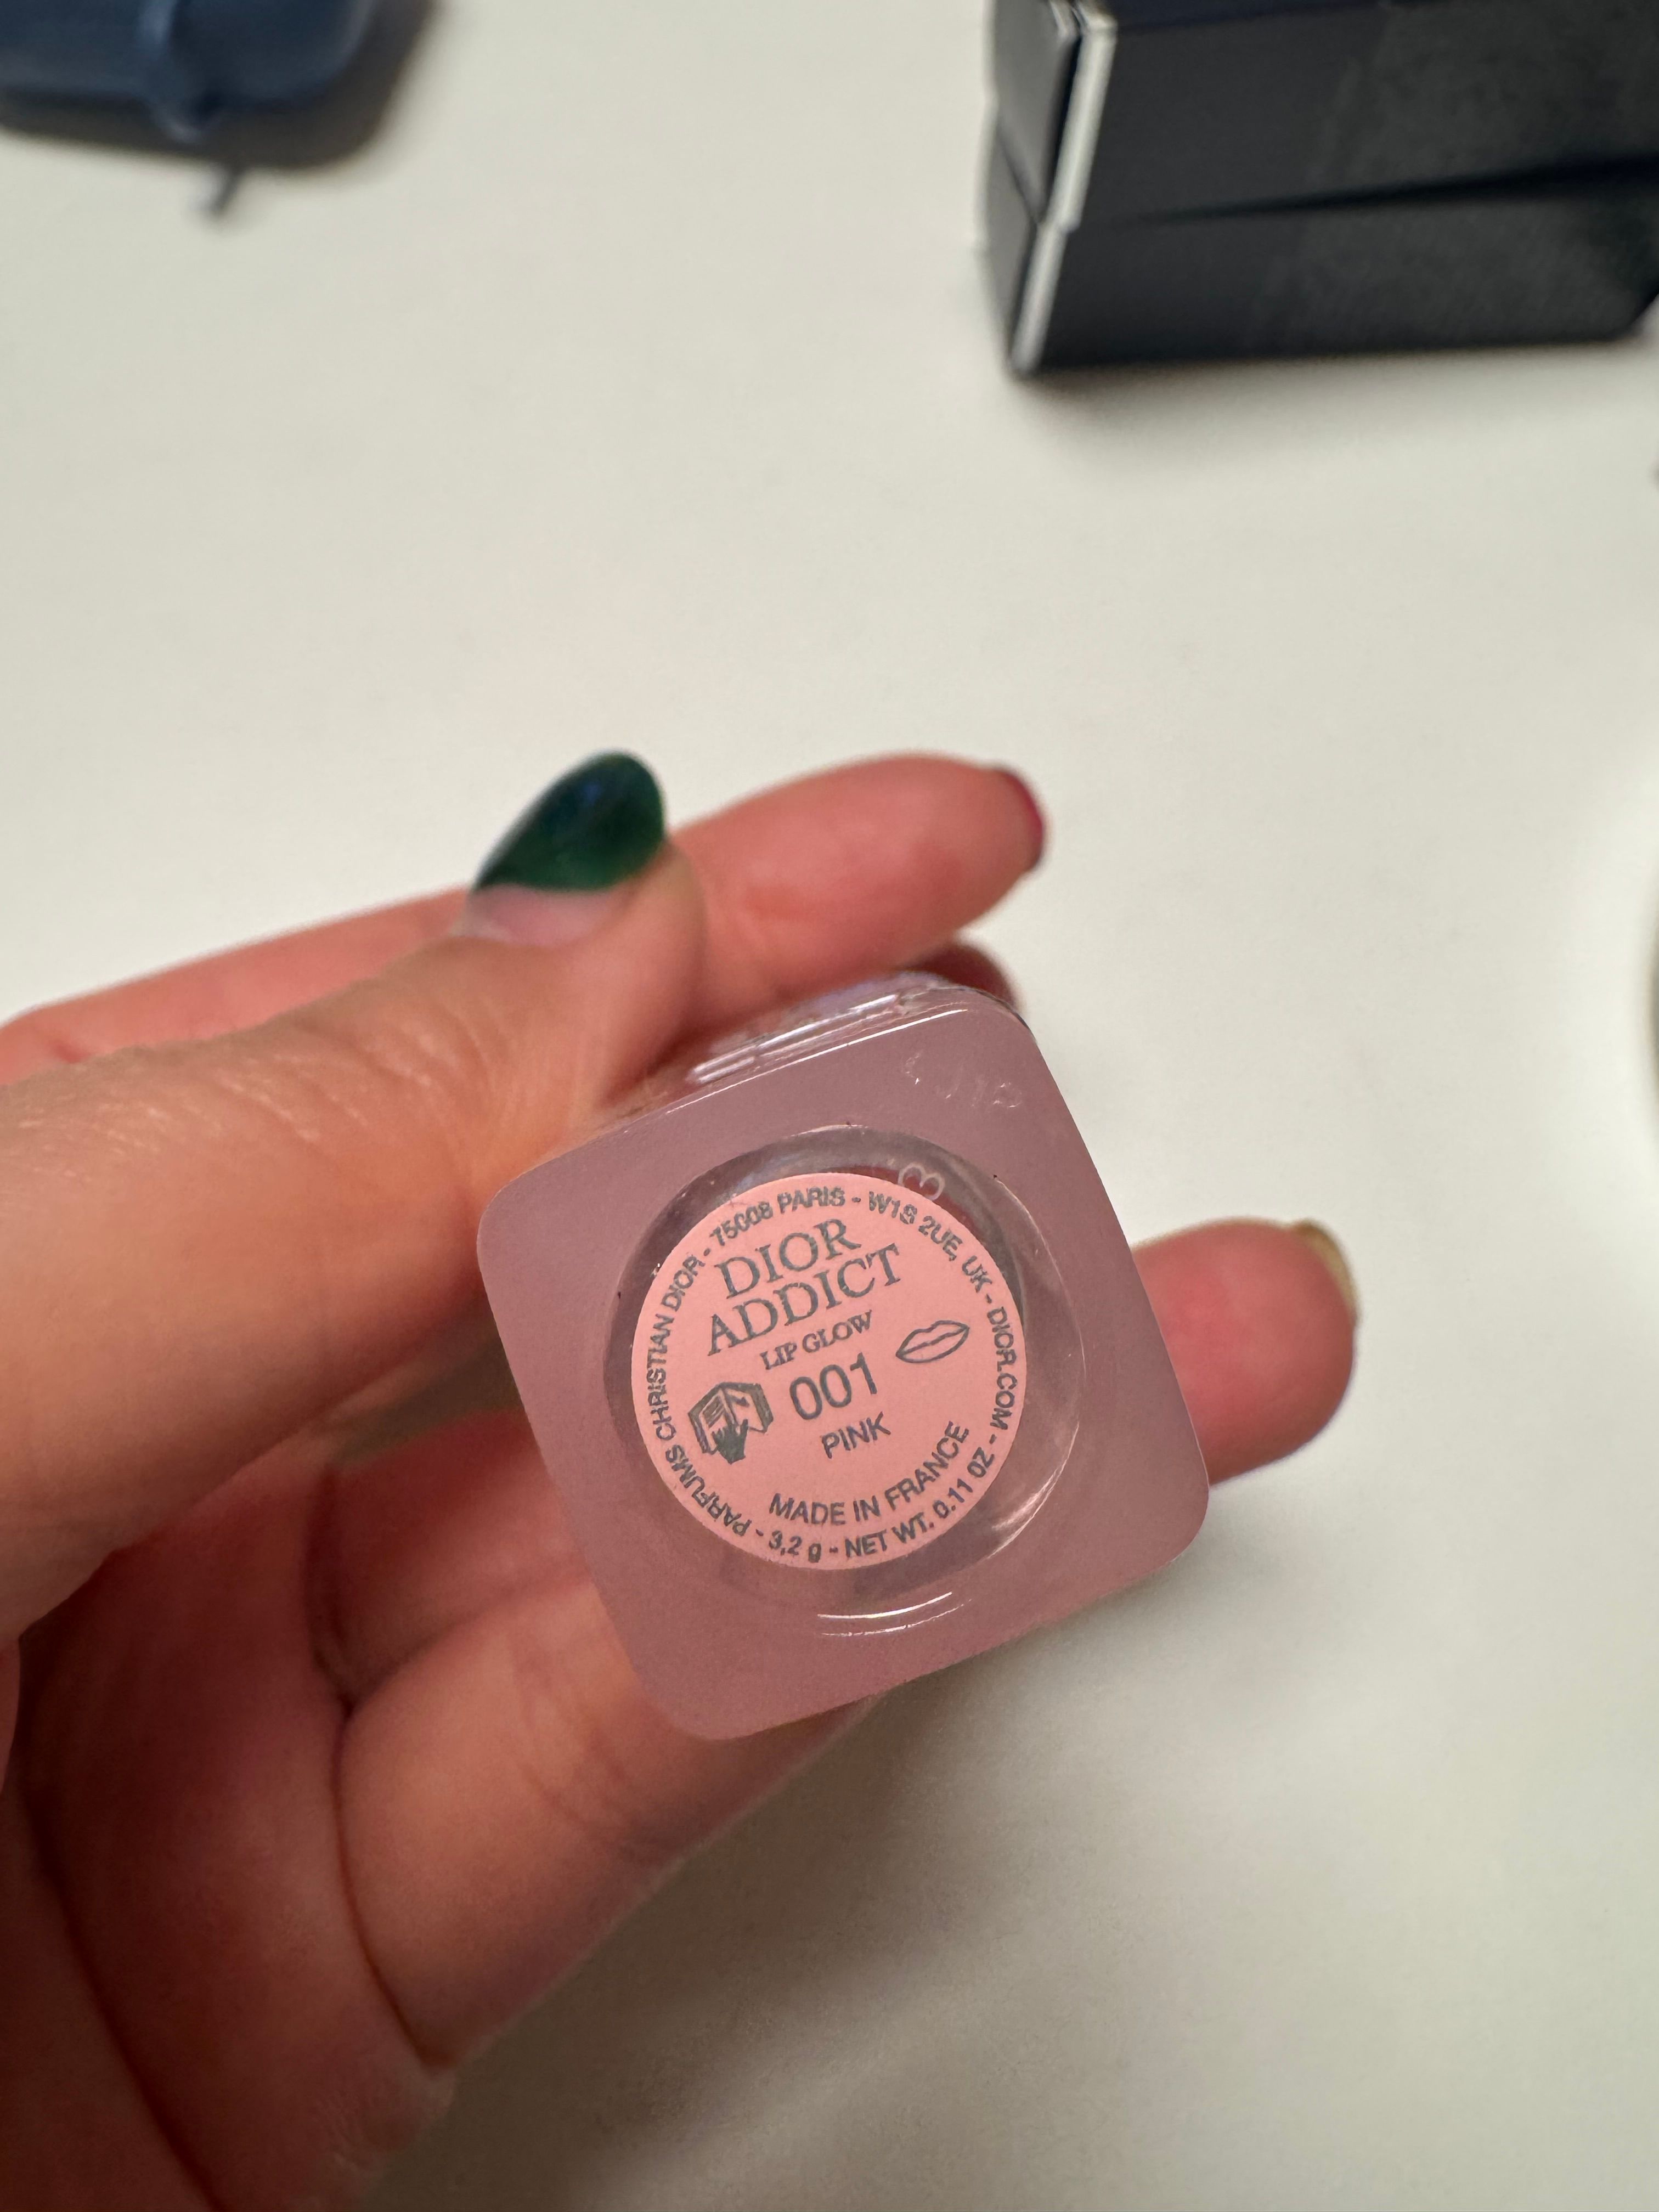 PARFUMS CHRISTIAN DIOR - 75008 PARIS - W1S 2UE, UK - DIOR.COM - 3,2 g - NET WT. 0.11 OZ -
DIOR
ADDICT
LIP GLOW
001
PINK
MADE IN FRANCE
3